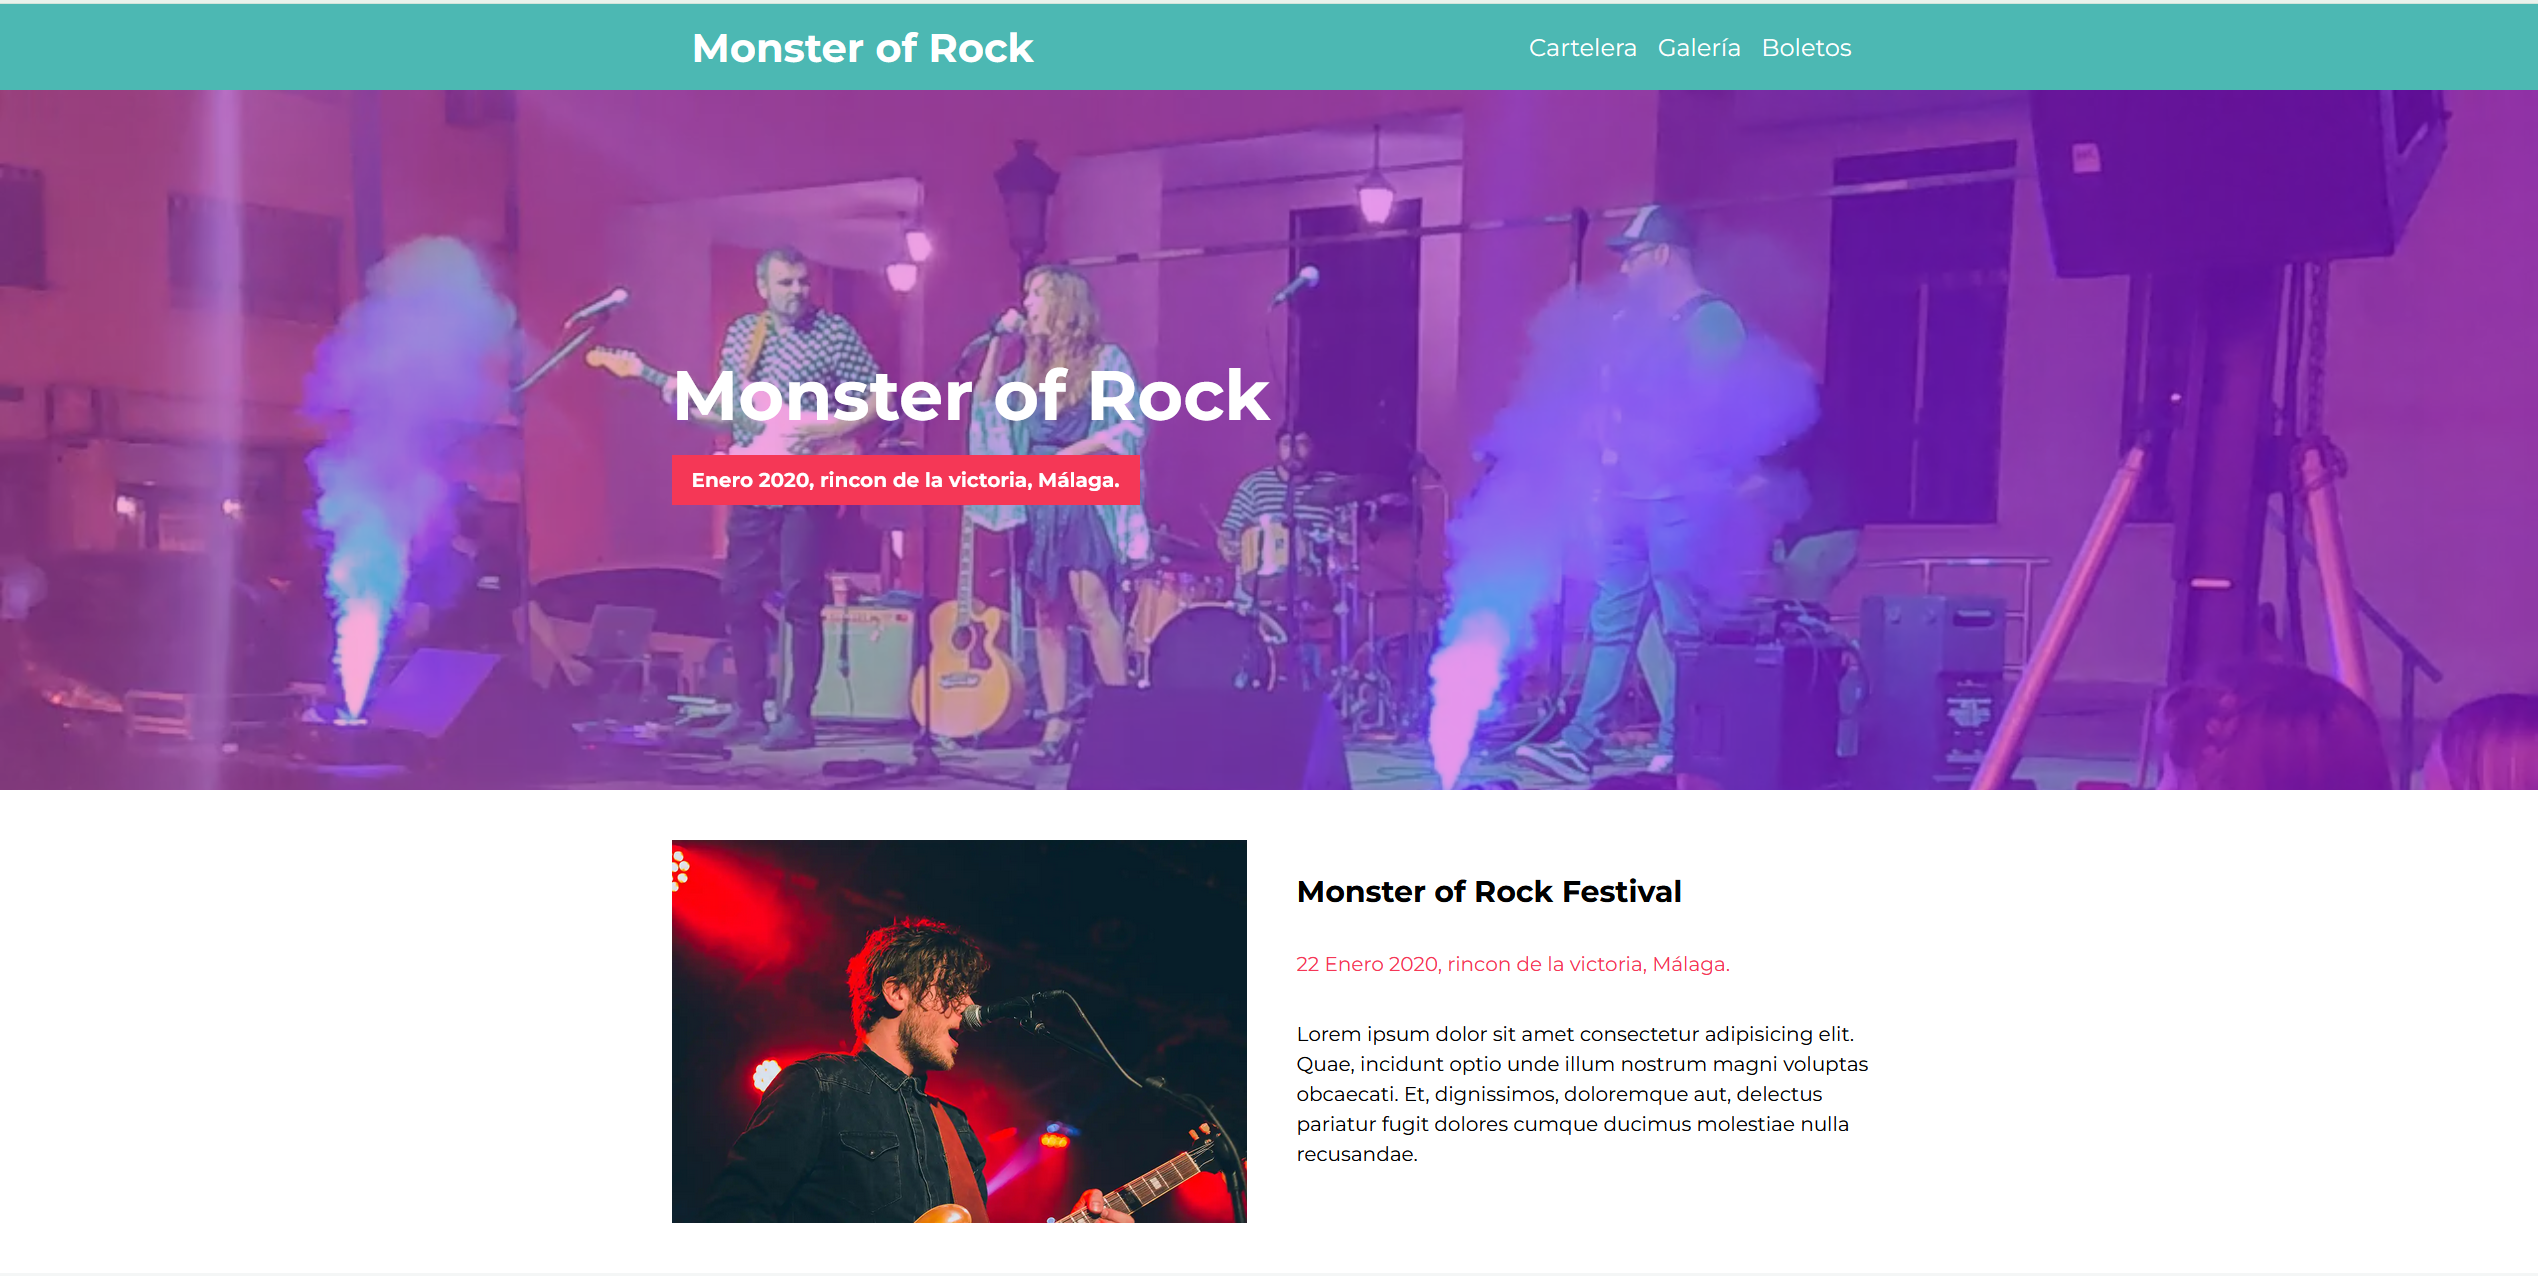 Monster of Rock
Cartelera Galería Boletos
Monster of Rock
Enero 2020, rincon de la victoria, Málaga.
Monster of Rock Festival
22 Enero 2020, rincon de la victoria, Málaga.
Lorem ipsum dolor sit amet consectetur adipisicing elit.
Quae, incidunt optio unde illum nostrum magni voluptas
obcaecati. Et, dignissimos, doloremque aut, delectus
pariatur fugit dolores cumque ducimus molestiae nulla
recusandae.